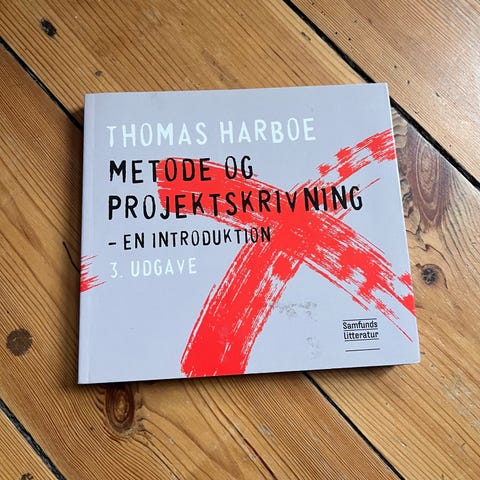 THOMAS HARBOE
METODE OG
PROJEKTSKRIVNING
– EN INTRODUKTION
3. UDGAVE
Samfunds
litteratur